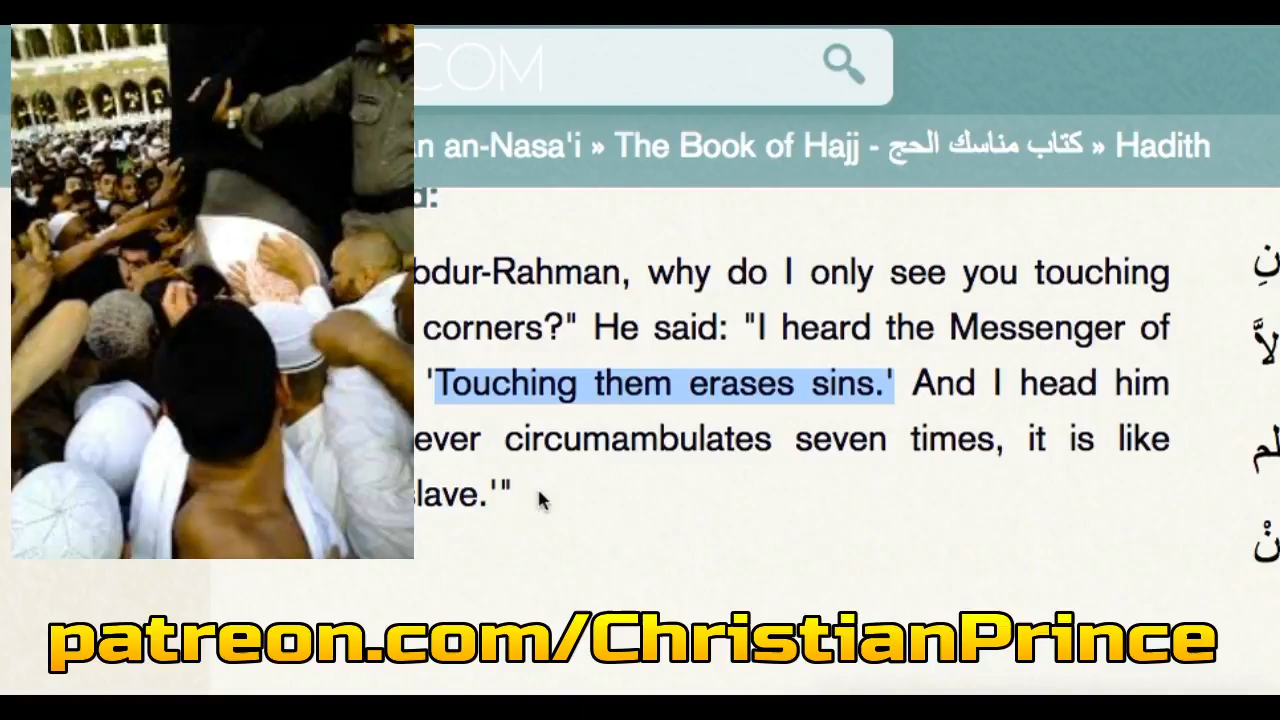 COM
an-Nasa'i » The Book of Hajj - كتاب مناسك الحج » Hadith
bdur-Rahman, why do I only see you touching
corners?" He said: "I heard the Messenger of
'Touching them erases sins.' And I head him
ever circumambulates seven times, it is like
slave.'"
patreon.com/ChristianPrince